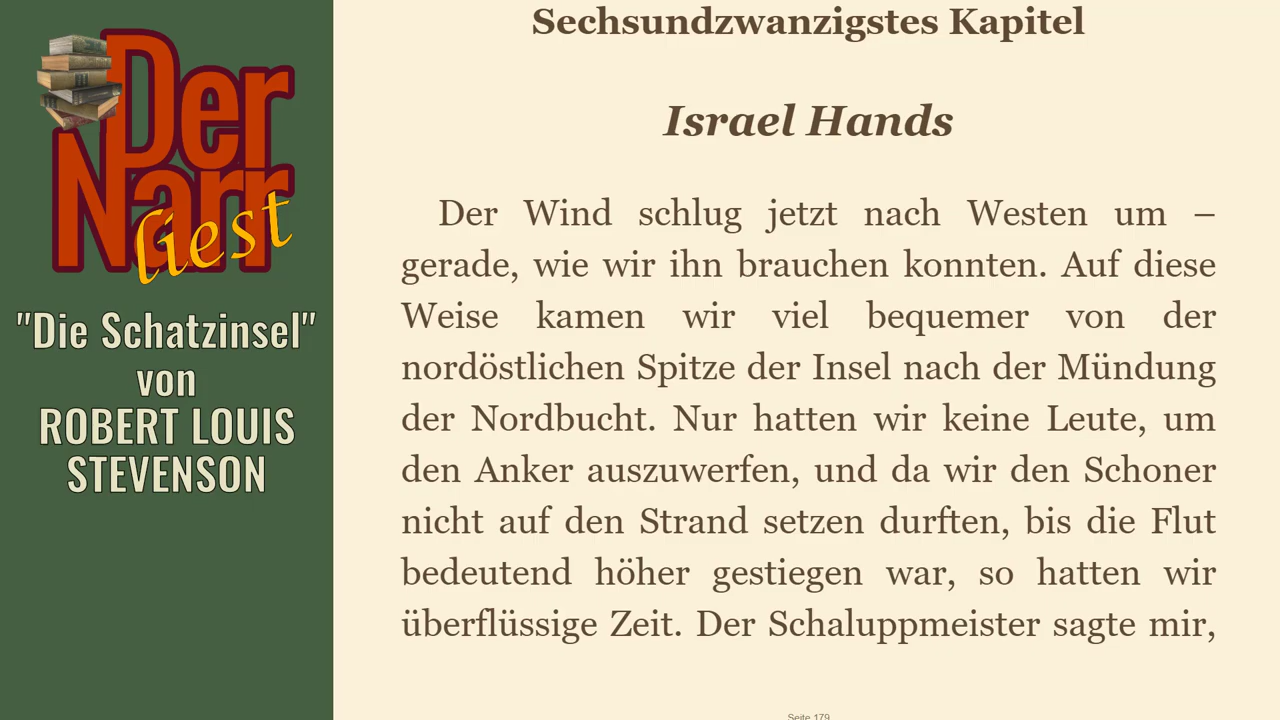 Der
Narr
liest
"Die Schatzinsel"
von
ROBERT LOUIS
STEVENSON
Sechsundzwanzigstes Kapitel
Israel Hands
Der Wind schlug jetzt nach Westen um –
gerade, wie wir ihn brauchen konnten. Auf diese
Weise kamen wir viel bequemer von der
nordöstlichen Spitze der Insel nach der Mündung
der Nordbucht. Nur hatten wir keine Leute, um
den Anker auszuwerfen, und da wir den Schoner
nicht auf den Strand setzen durften, bis die Flut
bedeutend höher gestiegen war, so hatten wir
überflüssige Zeit. Der Schaluppmeister sagte mir,
Seite 179